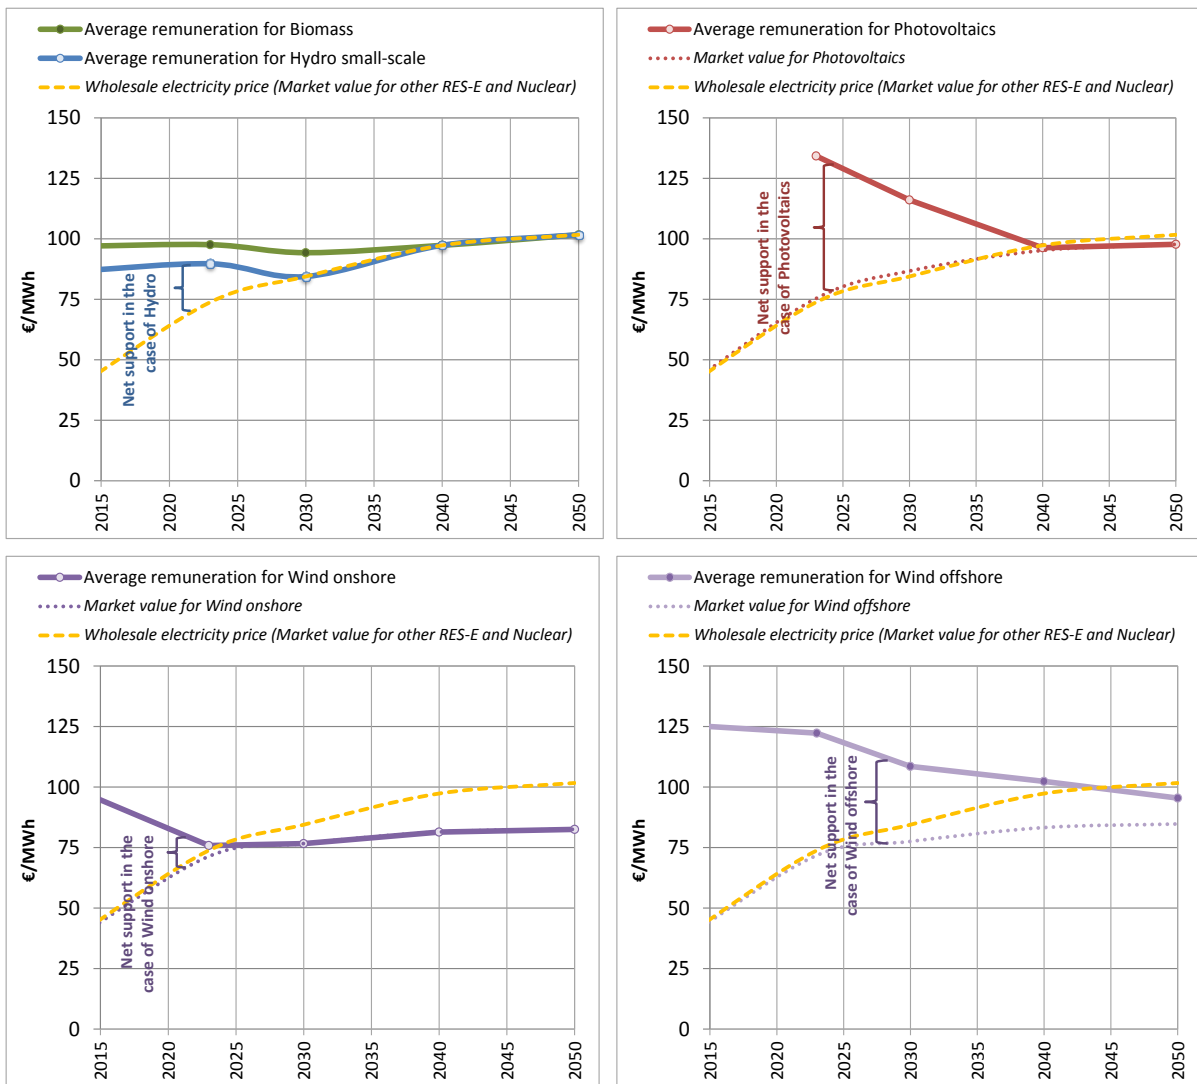 Average remuneration for Biomass
Average remuneration for Hydro small-scale
Wholesale electricity price (Market value for other RES-E and Nuclear)
150
125
100
75
50
25
0
€/MWh
Net support in the
case of Hydro
2015
2020
2025
2030
2035
2040
2045
2050
Average remuneration for Photovoltaics
Market value for Photovoltaics
Wholesale electricity price (Market value for other RES-E and Nuclear)
150
125
100
75
50
25
0
€/MWh
Net support in the
case of Photovoltaics
2015
2020
2025
2030
2035
2040
2045
2050
Average remuneration for Wind onshore
Market value for Wind onshore
Wholesale electricity price (Market value for other RES-E and Nuclear)
150
125
100
75
50
25
0
€/MWh
Net support in the
case of Wind onshore
2015
2020
2025
2030
2035
2040
2045
2050
Average remuneration for Wind offshore
Market value for Wind offshore
Wholesale electricity price (Market value for other RES-E and Nuclear)
150
125
100
75
50
25
0
€/MWh
Net support in the
case of Wind offshore
2015
2020
2025
2030
2035
2040
2045
2050